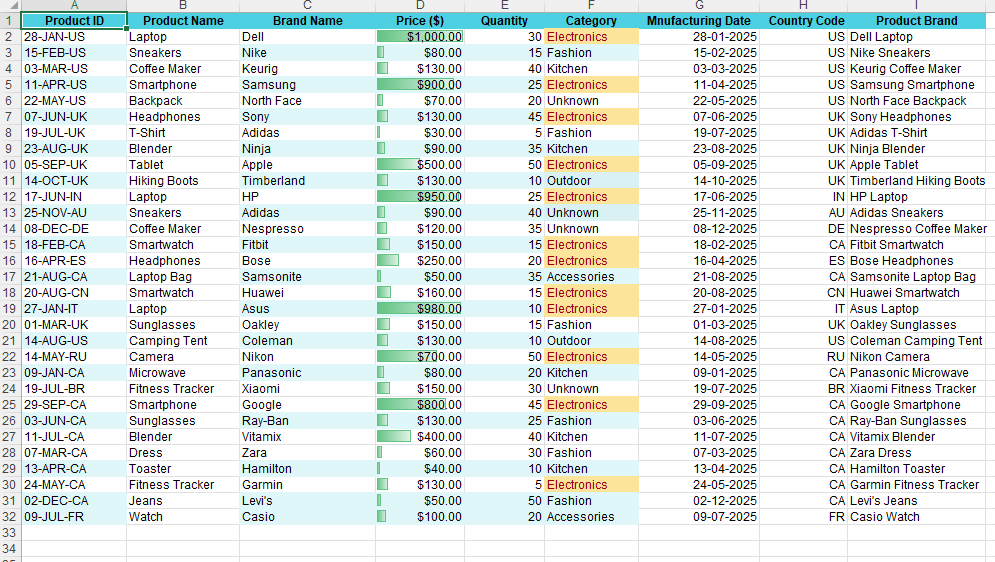 A B C D E F G H I
1 Product ID Product Name Brand Name Price ($) Quantity Category Mnufacturing Date Country Code Product Brand
2 28-JAN-US Laptop Dell $1,000.00 30 Electronics 28-01-2025 US Dell Laptop
3 15-FEB-US Sneakers Nike $80.00 15 Fashion 15-02-2025 US Nike Sneakers
4 03-MAR-US Coffee Maker Keurig $130.00 40 Kitchen 03-03-2025 US Keurig Coffee Maker
5 11-APR-US Smartphone Samsung $900.00 25 Electronics 11-04-2025 US Samsung Smartphone
6 22-MAY-US Backpack North Face $70.00 20 Unknown 22-05-2025 US North Face Backpack
7 07-JUN-UK Headphones Sony $130.00 45 Electronics 07-06-2025 UK Sony Headphones
8 19-JUL-UK T-Shirt Adidas $30.00 5 Fashion 19-07-2025 UK Adidas T-Shirt
9 23-AUG-UK Blender Ninja $90.00 35 Kitchen 23-08-2025 UK Ninja Blender
10 05-SEP-UK Tablet Apple $500.00 50 Electronics 05-09-2025 UK Apple Tablet
11 14-OCT-UK Hiking Boots Timberland $130.00 10 Outdoor 14-10-2025 UK Timberland Hiking Boots
12 17-JUN-IN Laptop HP $950.00 25 Electronics 17-06-2025 IN HP Laptop
13 25-NOV-AU Sneakers Adidas $90.00 40 Unknown 25-11-2025 AU Adidas Sneakers
14 08-DEC-DE Coffee Maker Nespresso $120.00 35 Unknown 08-12-2025 DE Nespresso Coffee Maker
15 18-FEB-CA Smartwatch Fitbit $150.00 15 Electronics 18-02-2025 CA Fitbit Smartwatch
16 16-APR-ES Headphones Bose $250.00 20 Electronics 16-04-2025 ES Bose Headphones
17 21-AUG-CA Laptop Bag Samsonite $50.00 35 Accessories 21-08-2025 CA Samsonite Laptop Bag
18 20-AUG-CN Smartwatch Huawei $160.00 15 Electronics 20-08-2025 CN Huawei Smartwatch
19 27-JAN-IT Laptop Asus $980.00 10 Electronics 27-01-2025 IT Asus Laptop
20 01-MAR-UK Sunglasses Oakley $150.00 15 Fashion 01-03-2025 UK Oakley Sunglasses
21 14-AUG-US Camping Tent Coleman $130.00 10 Outdoor 14-08-2025 US Coleman Camping Tent
22 14-MAY-RU Camera Nikon $700.00 50 Electronics 14-05-2025 RU Nikon Camera
23 09-JAN-CA Microwave Panasonic $80.00 20 Kitchen 09-01-2025 CA Panasonic Microwave
24 19-JUL-BR Fitness Tracker Xiaomi $150.00 30 Unknown 19-07-2025 BR Xiaomi Fitness Tracker
25 29-SEP-CA Smartphone Google $800.00 45 Electronics 29-09-2025 CA Google Smartphone
26 03-JUN-CA Sunglasses Ray-Ban $130.00 25 Fashion 03-06-2025 CA Ray-Ban Sunglasses
27 11-JUL-CA Blender Vitamix $400.00 40 Kitchen 11-07-2025 CA Vitamix Blender
28 07-MAR-CA Dress Zara $60.00 30 Fashion 07-03-2025 CA Zara Dress
29 13-APR-CA Toaster Hamilton $40.00 10 Kitchen 13-04-2025 CA Hamilton Toaster
30 24-MAY-CA Fitness Tracker Garmin $130.00 5 Electronics 24-05-2025 CA Garmin Fitness Tracker
31 02-DEC-CA Jeans Levi's $50.00 50 Fashion 02-12-2025 CA Levi's Jeans
32 09-JUL-FR Watch Casio $100.00 20 Accessories 09-07-2025 FR Casio Watch
33
34